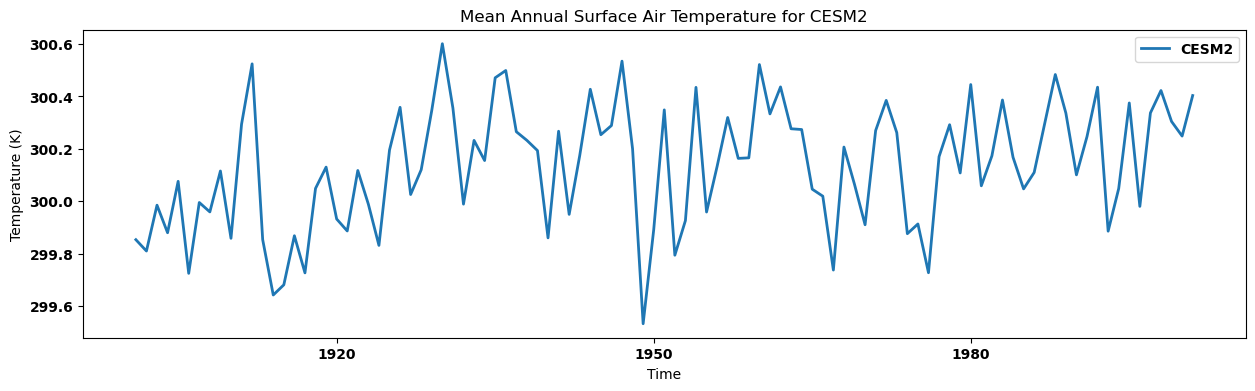 Mean Annual Surface Air Temperature for CESM2
CESM2
Temperature (K)
300.6
300.4
300.2
300.0
299.8
299.6
1920
1950
1980
Time